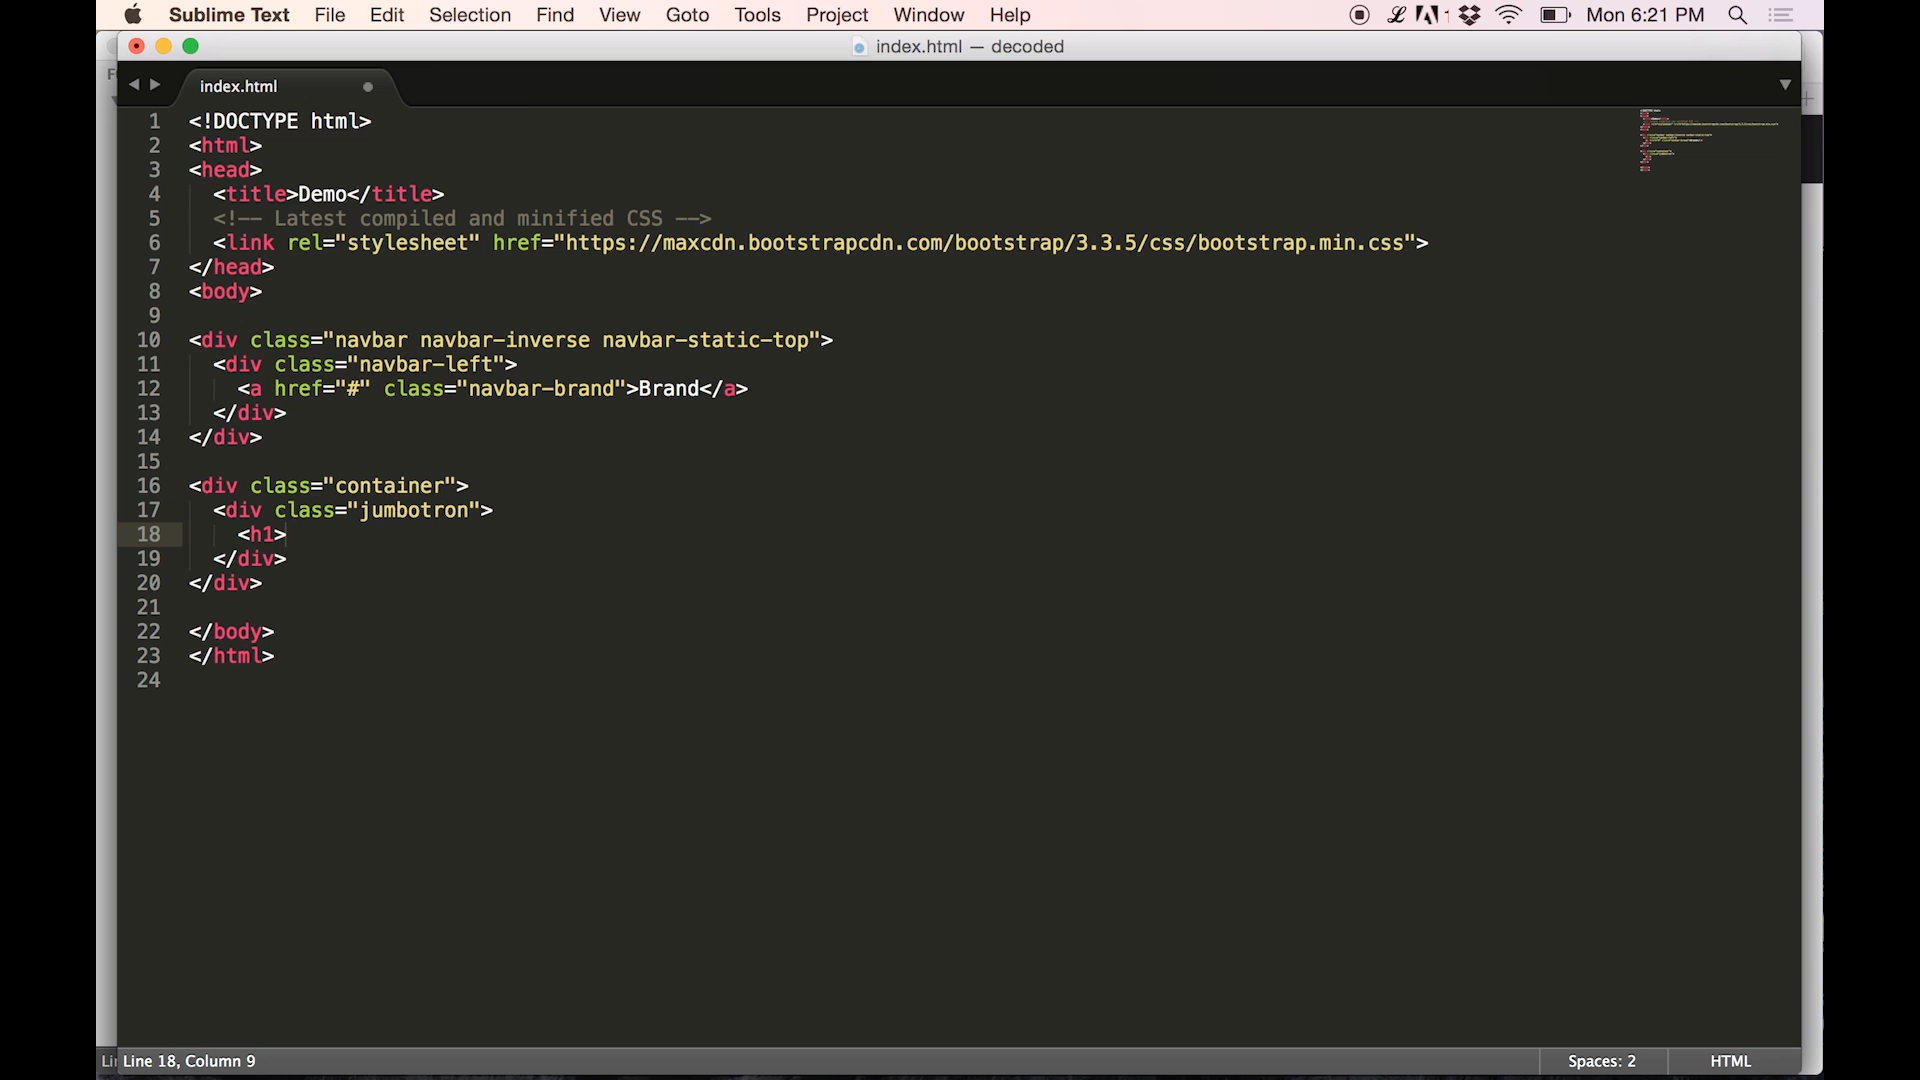 Sublime Text File Edit Selection Find View Goto Tools Project Window Help 1 Mon 6:21 PM
index.html — decoded
index.html
1 <!DOCTYPE html>
2 <html>
3 <head>
4 <title>Demo</title>
5 <!-- Latest compiled and minified CSS -->
6 <link rel="stylesheet" href="https://maxcdn.bootstrapcdn.com/bootstrap/3.3.5/css/bootstrap.min.css">
7 </head>
8 <body>
9
10 <div class="navbar navbar-inverse navbar-static-top">
11 <div class="navbar-left">
12 <a href="#" class="navbar-brand">Brand</a>
13 </div>
14 </div>
15
16 <div class="container">
17 <div class="jumbotron">
18 <h1>
19 </div>
20 </div>
21
22 </body>
23 </html>
24
Line 18, Column 9 Spaces: 2 HTML